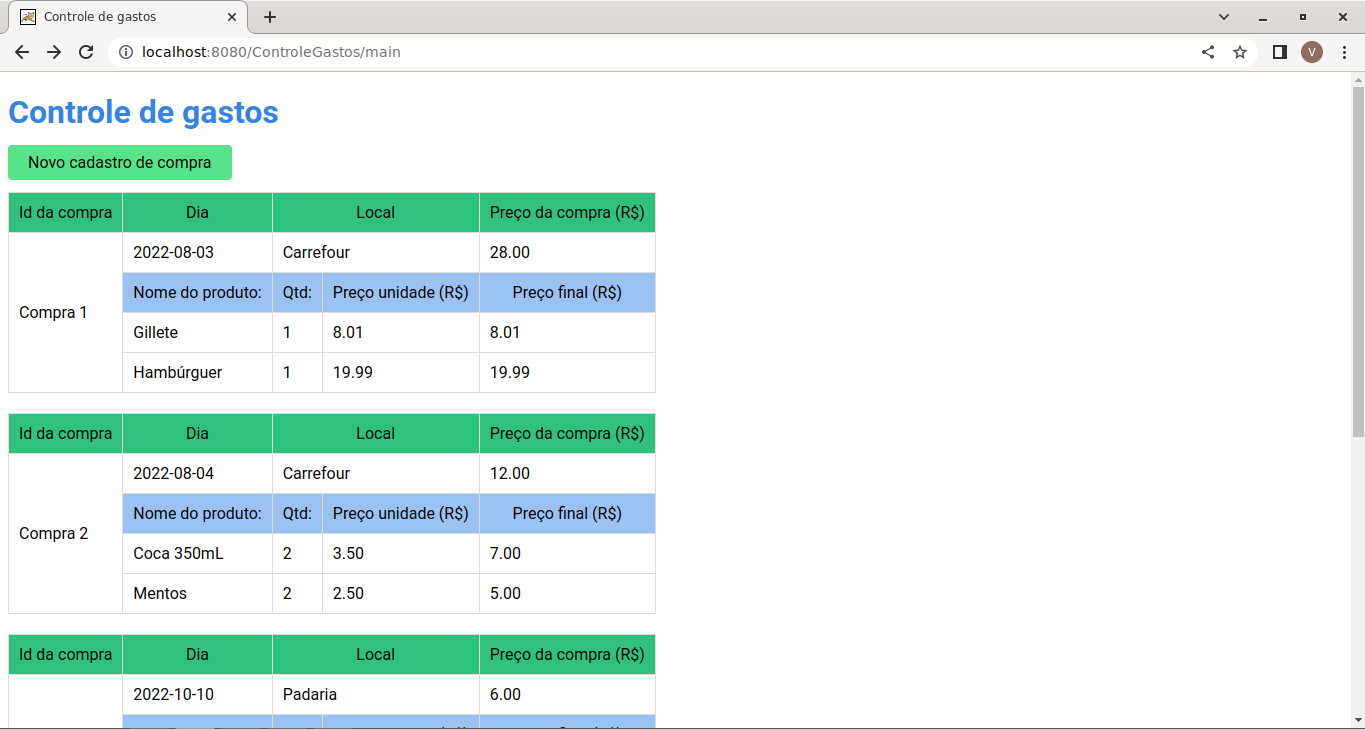 Controle de gastos
localhost:8080/ControleGastos/main
V
Controle de gastos
Novo cadastro de compra
Id da compra Dia Local Preço da compra (R$)
2022-08-03 Carrefour 28.00
Nome do produto: Qtd: Preço unidade (R$) Preço final (R$)
Compra 1
Gillete 1 8.01 8.01
Hambúrguer 1 19.99 19.99
Id da compra Dia Local Preço da compra (R$)
2022-08-04 Carrefour 12.00
Nome do produto: Qtd: Preço unidade (R$) Preço final (R$)
Compra 2
Coca 350mL 2 3.50 7.00
Mentos 2 2.50 5.00
Id da compra Dia Local Preço da compra (R$)
2022-10-10 Padaria 6.00